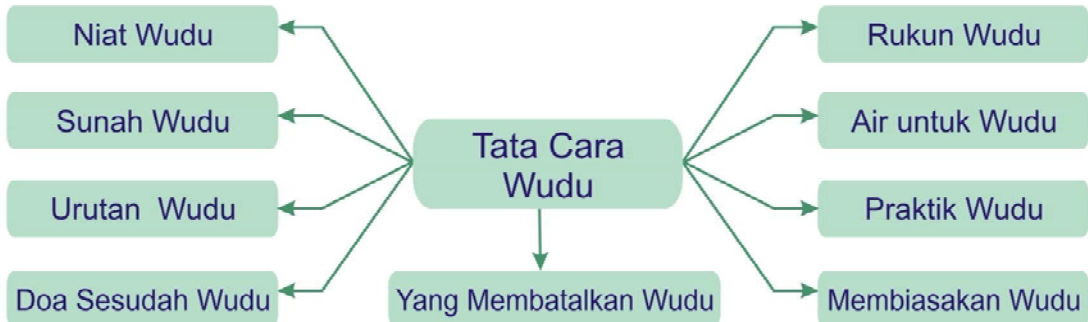 Niat Wudu
Sunah Wudu
Urutan Wudu
Doa Sesudah Wudu
Tata Cara
Wudu
Yang Membatalkan Wudu
Rukun Wudu
Air untuk Wudu
Praktik Wudu
Membiasakan Wudu